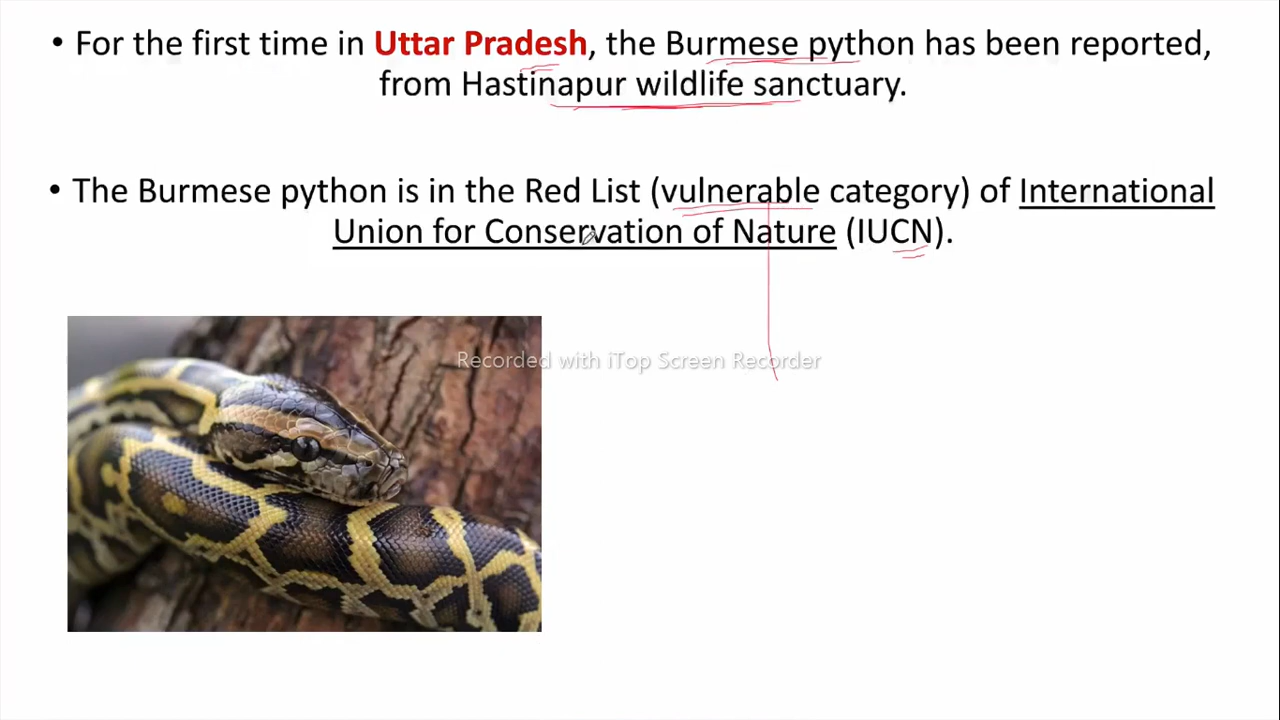 • For the first time in Uttar Pradesh, the Burmese python has been reported,
from Hastinapur wildlife sanctuary.
• The Burmese python is in the Red List (vulnerable category) of International
Union for Conservation of Nature (IUCN).
Recorded with iTop Screen Recorder